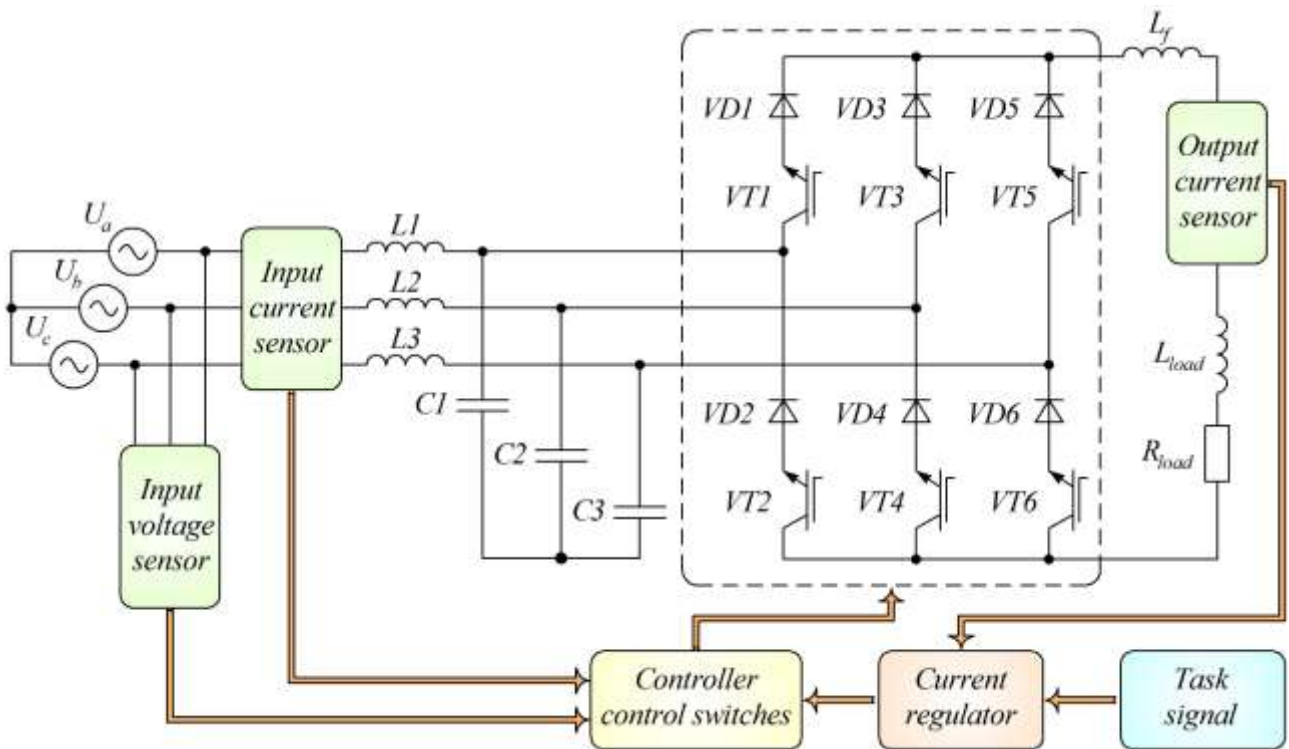 L_f
VD1
VD3
VD5
Output
current
sensor
VT1
VT3
VT5
U_a
U_b
U_c
Input
current
sensor
L1
L2
L3
L_load
R_load
C1
C2
C3
VD2
VD4
VD6
VT2
VT4
VT6
Input
voltage
sensor
Controller
control switches
Current
regulator
Task
signal